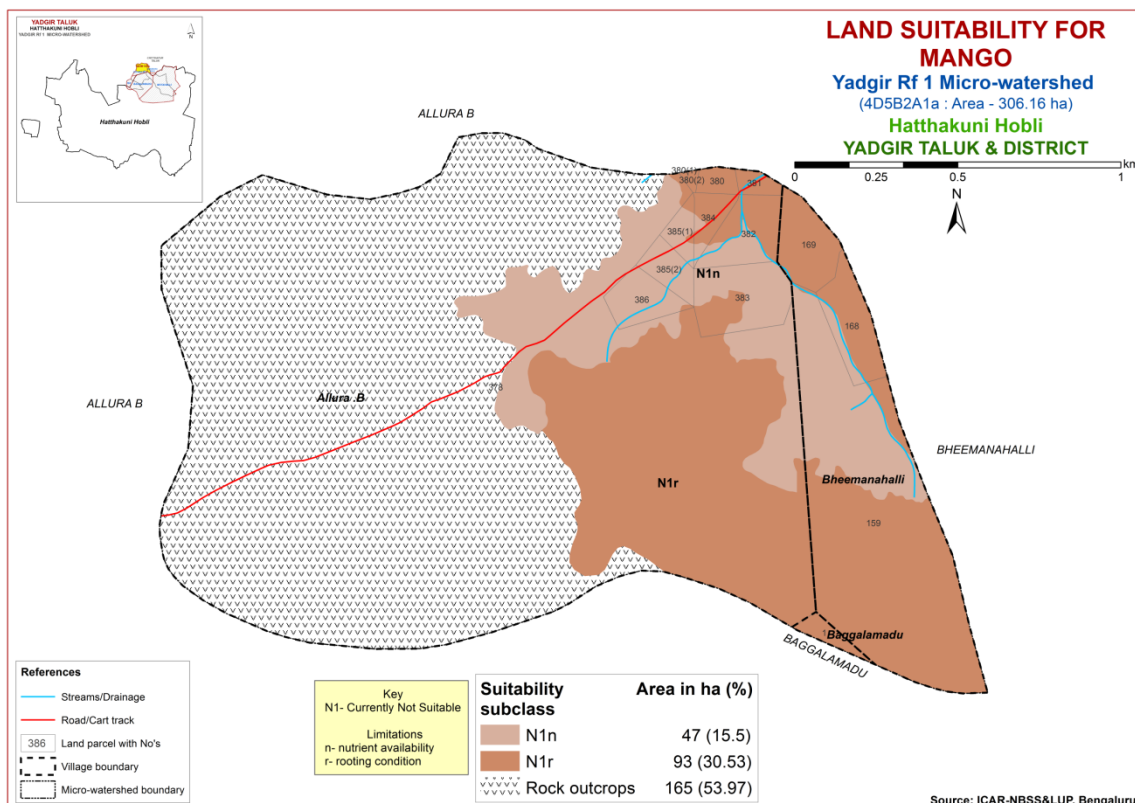 YADGIR TALUK
HATTHAKUNI HOBLI
YADGIR Rf 1 MICRO-WATERSHED
N
Hatthakuni Hobli
LAND SUITABILITY FOR
MANGO
Yadgir Rf 1 Micro-watershed
(4D5B2A1a : Area - 306.16 ha)
Hatthakuni Hobli
YADGIR TALUK & DISTRICT
km
0 0.25 0.5 1
N
ALLURA B
380(1)
380(2)
380
381
384
385(1)
382
169
385(2)
N1n
386
383
168
378
Allura .B
ALLURA B
BHEEMANAHALLI
N1r
Bheemanahalli
159
Baggalamadu
BAGGALAMADU
References
Streams/Drainage
Road/Cart track
386 Land parcel with No's
Village boundary
Micro-watershed boundary
Key
N1- Currently Not Suitable
Limitations
n- nutrient availability
r- rooting condition
Suitability subclass Area in ha (%)
N1n 47 (15.5)
N1r 93 (30.53)
Rock outcrops 165 (53.97)
Source: ICAR-NBSS&LUP, Bengaluru